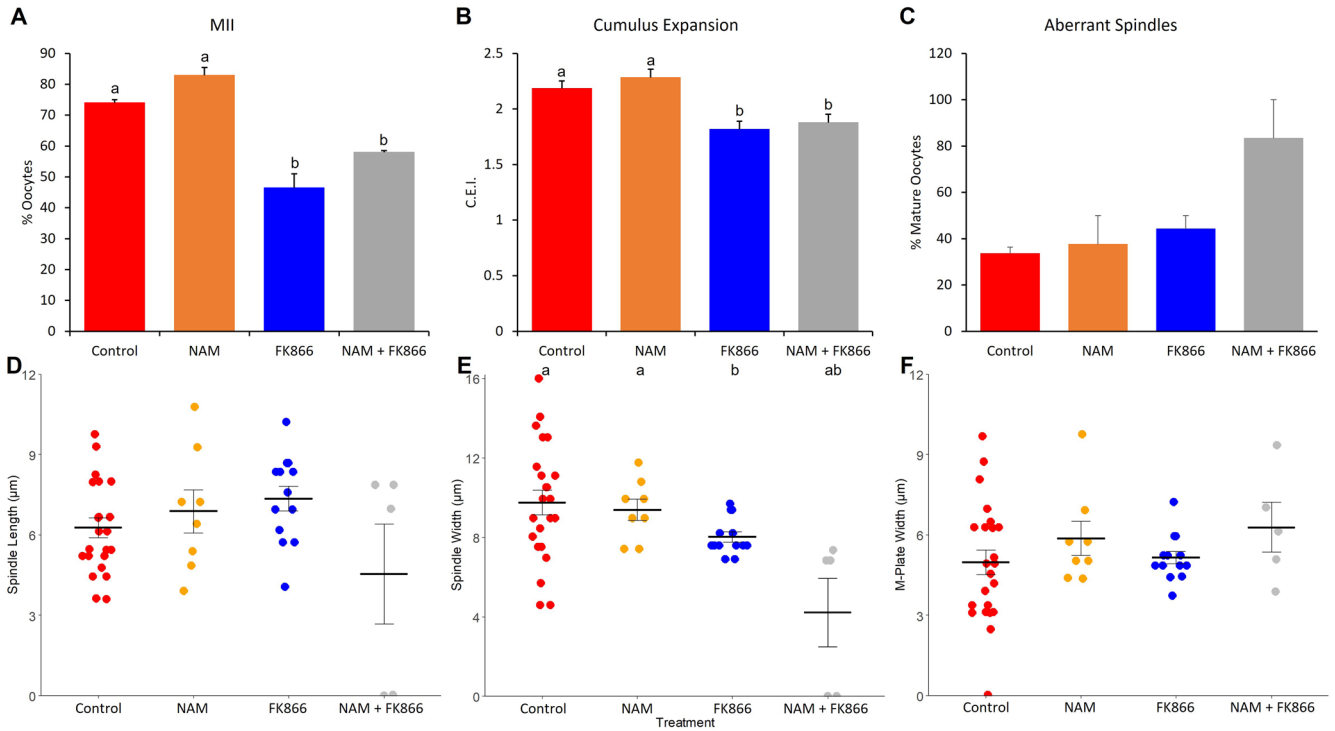 A
MII
% Oocytes
90
80
70
60
50
40
30
20
10
0
a
a
b
b
Control
NAM
FK866
NAM + FK866
B
Cumulus Expansion
C.E.I.
2.5
2
1.5
1
0.5
0
a
a
b
b
Control
NAM
FK866
NAM + FK866
C
Aberrant Spindles
% Mature Oocytes
120
100
80
60
40
20
0
Control
NAM
FK866
NAM + FK866
D
Spindle Length (μm)
12
9
6
3
0
Control
NAM
FK866
NAM + FK866
E
a
a
b
ab
Spindle Width (μm)
16
12
8
4
0
Control
NAM
FK866
NAM + FK866
Treatment
F
M-Plate Width (μm)
12
9
6
3
0
Control
NAM
FK866
NAM + FK866